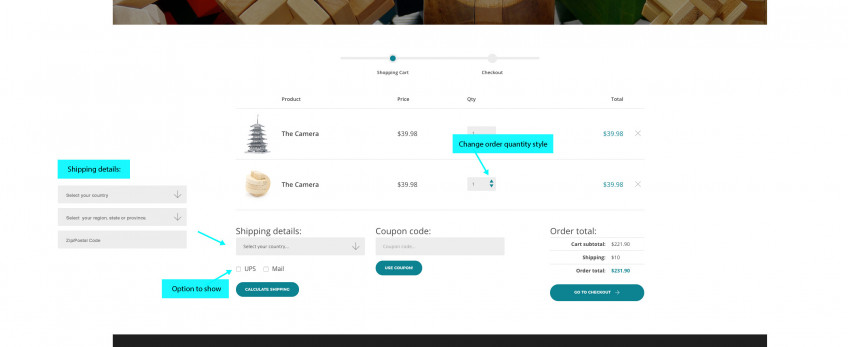 Shopping Cart
Checkout
Product Price Qty Total
The Camera $39.98 $39.98
Change order quantity style
The Camera $39.98 1 $39.98
Shipping details:
Select your country
Select your region, state or province.
Zip/Postal Code
Shipping details:
Select your country...
UPS Mail
Option to show
CALCULATE SHIPPING
Coupon code:
Coupon code...
USE COUPON
Order total:
Cart subtotal: $221.90
Shipping: $10
Order total: $231.90
GO TO CHECKOUT